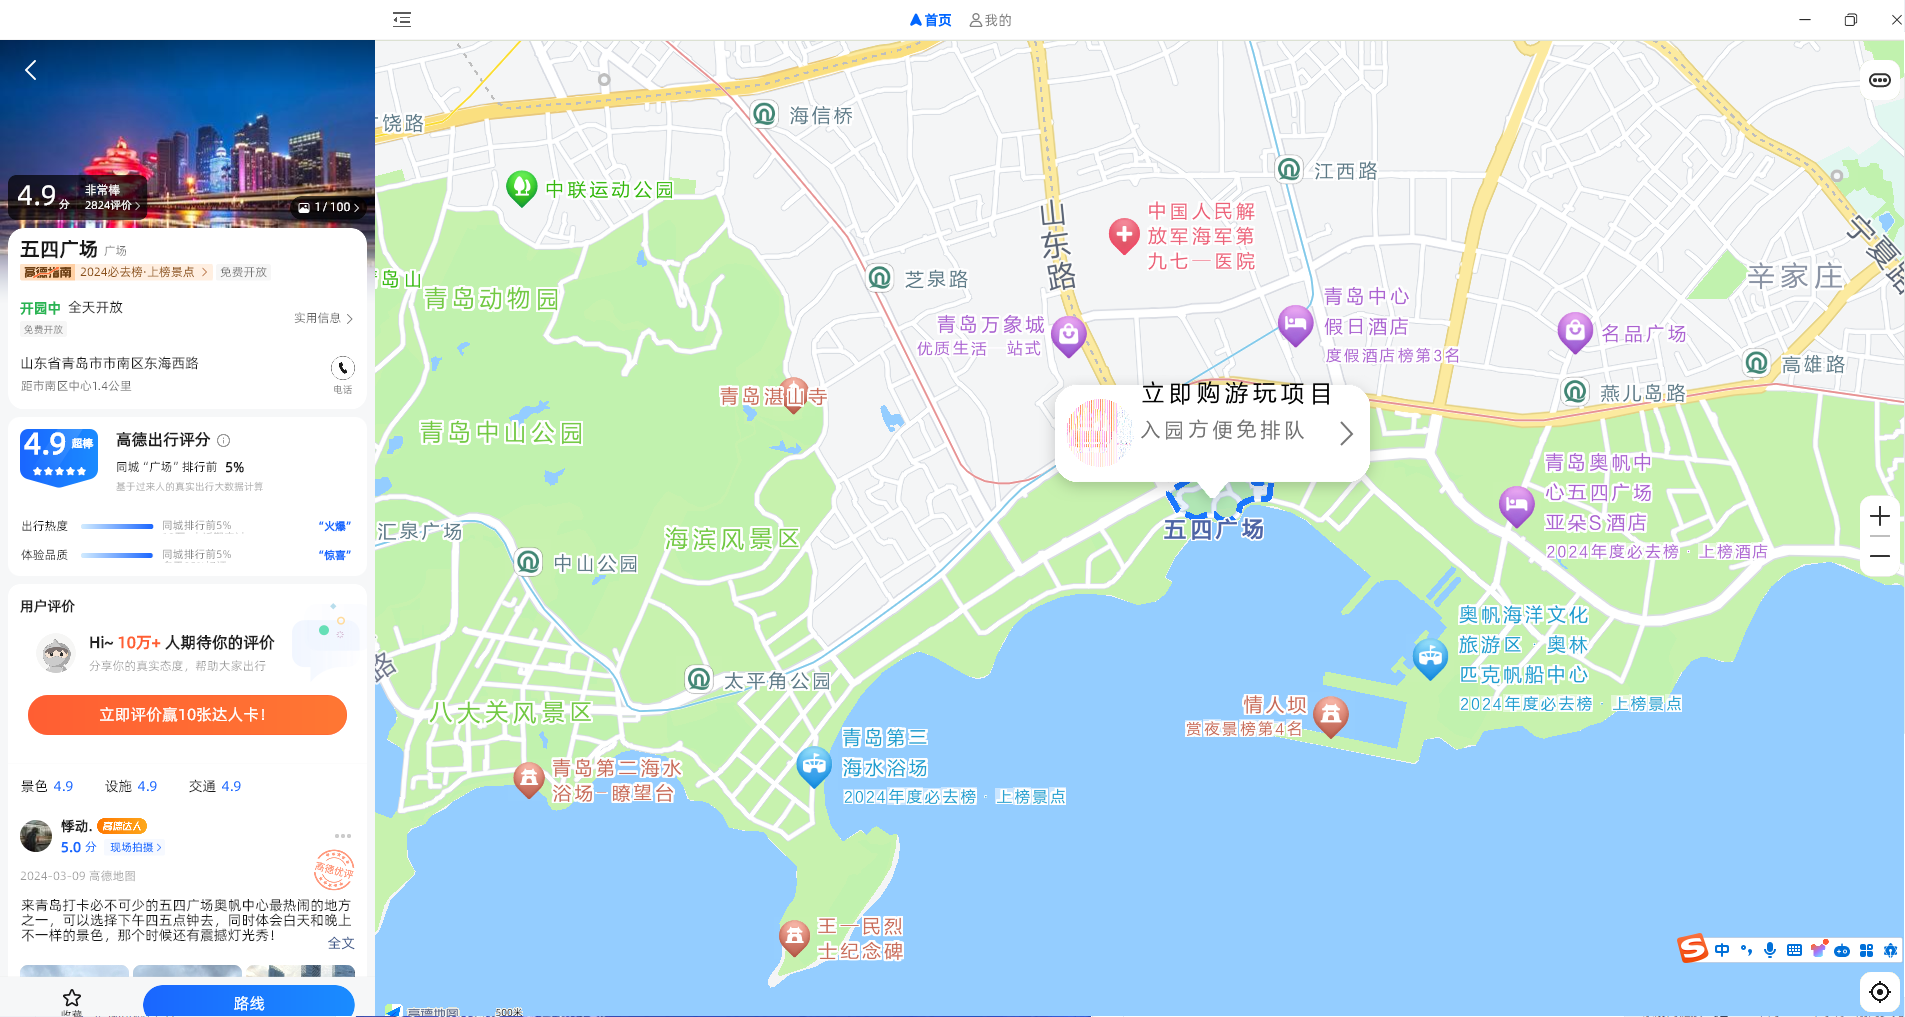 首页
我的
4.9分
非常棒
2824评价
1/100
五四广场
广场
高德指南
2024必去榜·上榜景点
免费开放
开园中
全天开放
免费开放
实用信息
山东省青岛市市南区东海西路
距市南区中心1.4公里
电话
4.9
超棒
高德出行评分
同城“广场”排行前 5%
基于过来人的真实出行大数据计算
出行热度
同城排行前5%
“火爆”
体验品质
同城排行前5%
“惊喜”
用户评价
Hi~ 10万+ 人期待你的评价
分享你的真实态度，帮助大家出行
立即评价赢10张达人卡！
景色 4.9
设施 4.9
交通 4.9
悸动.
高德达人
5.0 分
现场拍摄
高德优评
2024-03-09 高德地图
来青岛打卡必不可少的五四广场奥帆中心最热闹的地方
之一，可以选择下午四五点钟去，同时体会白天和晚上
不一样的景色，那个时候还有震撼灯光秀！
全文
收藏
路线
饶路
海信桥
中联运动公园
江西路
山东路
中国人民解
放军海军第
九七一医院
宁夏路
辛家庄
岛山
青岛动物园
芝泉路
青岛万象城
优质生活一站式
青岛中心
假日酒店
度假酒店榜第3名
名品广场
高雄路
燕儿岛路
青岛湛山寺
青岛中山公园
立即购游玩项目
入园方便免排队
五四广场
青岛奥帆中
心五四广场
亚朵S酒店
2024年度必去榜·上榜酒店
汇泉广场
中山公园
海滨风景区
奥帆海洋文化
旅游区·奥林
匹克帆船中心
2024年度必去榜·上榜景点
路
太平角公园
八大关风景区
情人坝
赏夜景榜第4名
青岛第三
海水浴场
2024年度必去榜·上榜景点
青岛第二海水
浴场-瞭望台
王一民烈
士纪念碑
中
高德地图
500米